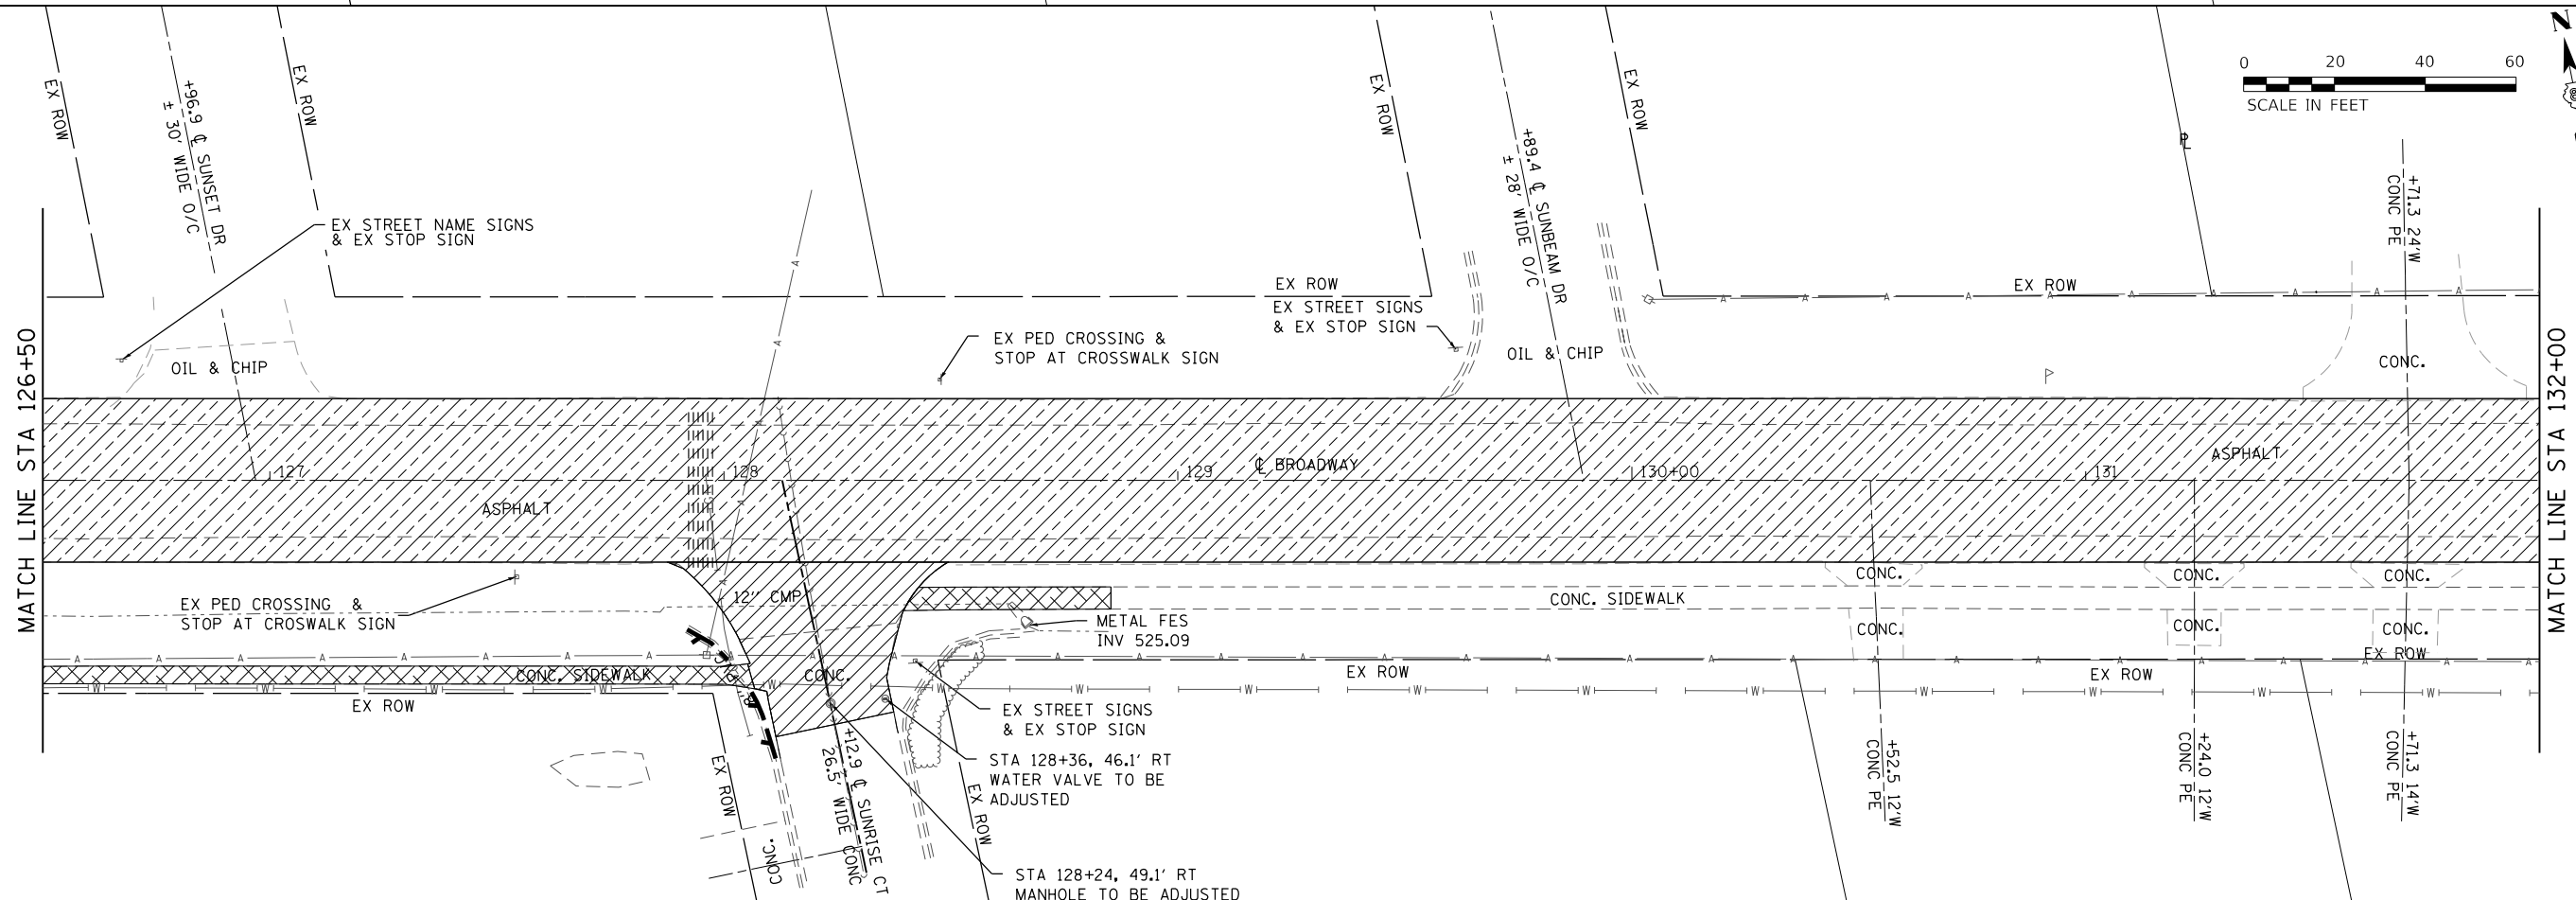 N
0 20 40 60
SCALE IN FEET
EX ROW
+96.9 ℄ SUNSET DR
± 30' WIDE O/C
EX ROW
EX ROW
+89.4 ℄ SUNBEAM DR
± 28' WIDE O/C
EX ROW
℄
+71.3 24'W
CONC PE
EX STREET NAME SIGNS
& EX STOP SIGN
EX ROW
EX STREET SIGNS
& EX STOP SIGN
EX ROW
EX PED CROSSING &
STOP AT CROSSWALK SIGN
OIL & CHIP
OIL & CHIP
CONC.
MATCH LINE STA 126+50
MATCH LINE STA 132+00
127
128
129
℄ BROADWAY
130+00
131
ASPHALT
ASPHALT
EX PED CROSSING &
STOP AT CROSWALK SIGN
12" CMP
CONC. SIDEWALK
CONC.
CONC.
CONC.
CONC.
CONC.
CONC.
METAL FES
INV 525.09
CONC. SIDEWALK
CONC.
EX ROW
EX ROW
EX ROW
EX ROW
EX STREET SIGNS
& EX STOP SIGN
STA 128+36, 46.1' RT
WATER VALVE TO BE
ADJUSTED
STA 128+24, 49.1' RT
MANHOLE TO BE ADJUSTED
EX ROW
CONC.
+12.9 ℄ SUNRISE CT
26.5' WIDE CONC
EX ROW
+52.5 12'W
CONC PE
+24.0 12'W
CONC PE
+71.3 14'W
CONC PE